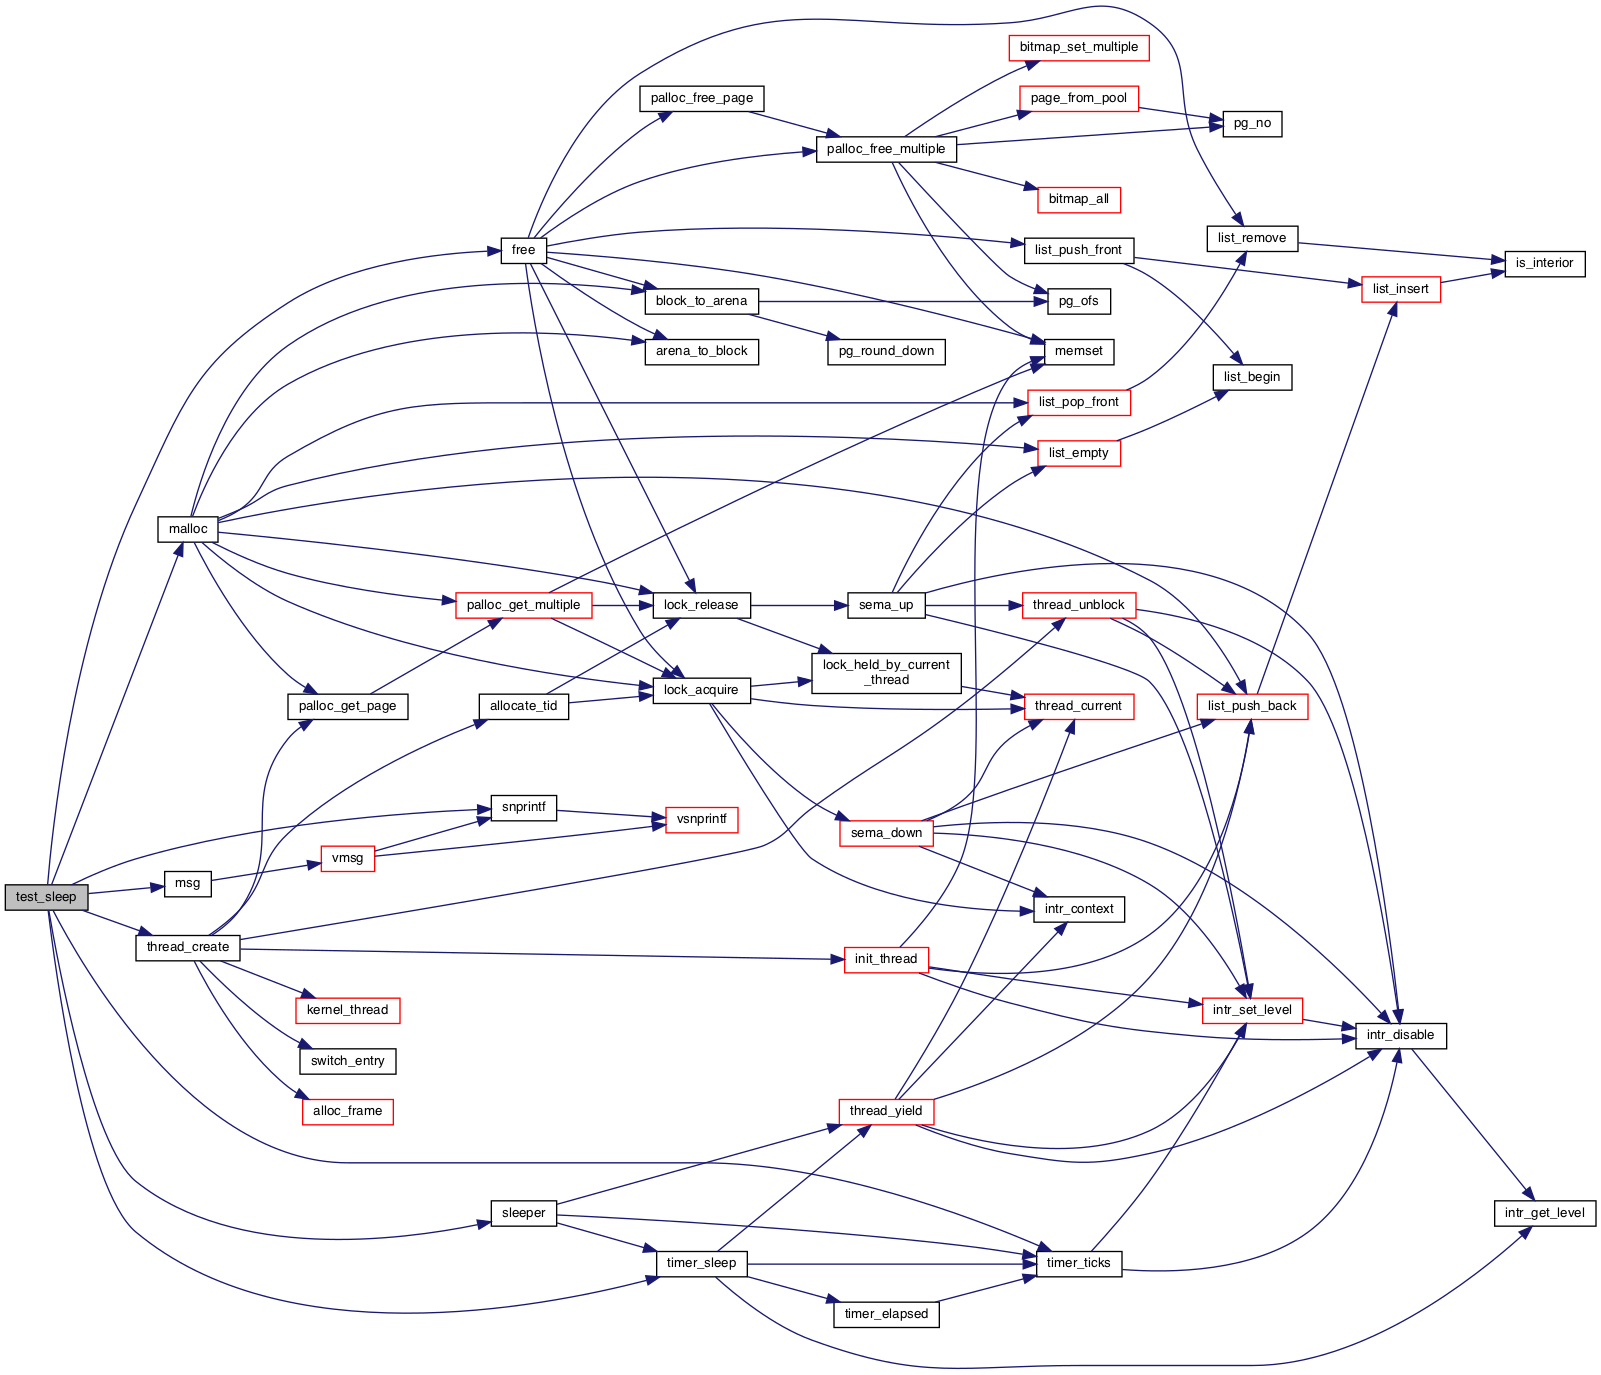 bitmap_set_multiple
palloc_free_page
page_from_pool
pg_no
palloc_free_multiple
bitmap_all
list_remove
free
list_push_front
is_interior
block_to_arena
pg_ofs
list_insert
arena_to_block
pg_round_down
memset
list_begin
list_pop_front
list_empty
malloc
palloc_get_multiple
lock_release
sema_up
thread_unblock
lock_held_by_current
_thread
lock_acquire
palloc_get_page
allocate_tid
thread_current
list_push_back
snprintf
vsnprintf
sema_down
vmsg
msg
test_sleep
intr_context
thread_create
init_thread
kernel_thread
intr_set_level
intr_disable
switch_entry
alloc_frame
thread_yield
sleeper
intr_get_level
timer_sleep
timer_ticks
timer_elapsed